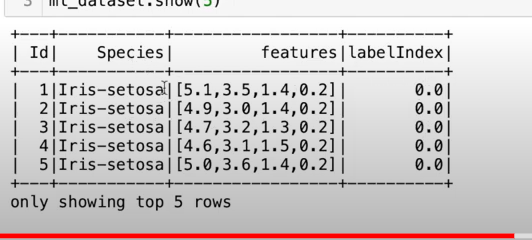 3 ml_dataset.show(5)
+---+-----------+-----------------+----------+
| Id|    Species|         features|labelIndex|
+---+-----------+-----------------+----------+
|  1|Iris-setosa|[5.1,3.5,1.4,0.2]|       0.0|
|  2|Iris-setosa|[4.9,3.0,1.4,0.2]|       0.0|
|  3|Iris-setosa|[4.7,3.2,1.3,0.2]|       0.0|
|  4|Iris-setosa|[4.6,3.1,1.5,0.2]|       0.0|
|  5|Iris-setosa|[5.0,3.6,1.4,0.2]|       0.0|
+---+-----------+-----------------+----------+
only showing top 5 rows